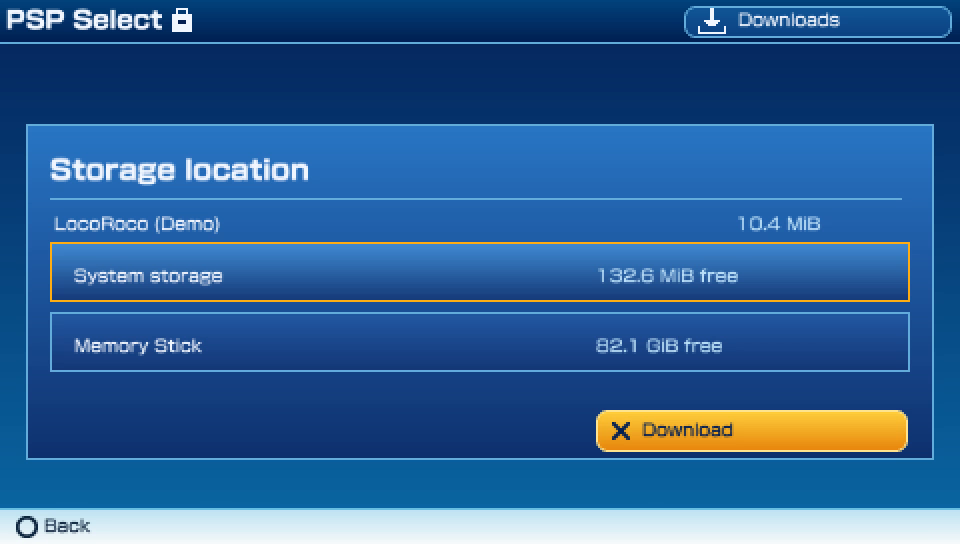 PSP Select
Downloads
Storage location
LocoRoco (Demo) 10.4 MiB
System storage 132.6 MiB free
Memory Stick 82.1 GiB free
Download
Back